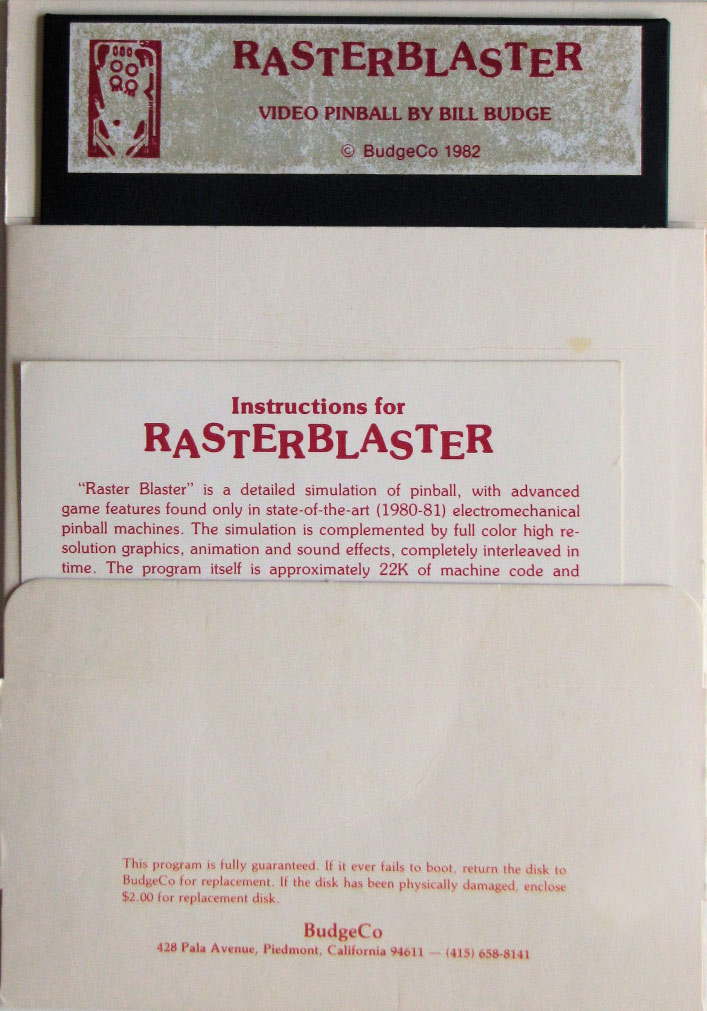 RASTERBLASTER
VIDEO PINBALL BY BILL BUDGE
© BudgeCo 1982
Instructions for
RASTERBLASTER
“Raster Blaster” is a detailed simulation of pinball, with advanced
game features found only in state-of-the-art (1980-81) electromechanical
pinball machines. The simulation is complemented by full color high re-
solution graphics, animation and sound effects, completely interleaved in
time. The program itself is approximately 22K of machine code and
This program is fully guaranteed. If it ever fails to boot, return the disk to
BudgeCo for replacement. If the disk has been physically damaged, enclose
$2.00 for replacement disk.
BudgeCo
428 Pala Avenue, Piedmont, California 94611 — (415) 658-8141